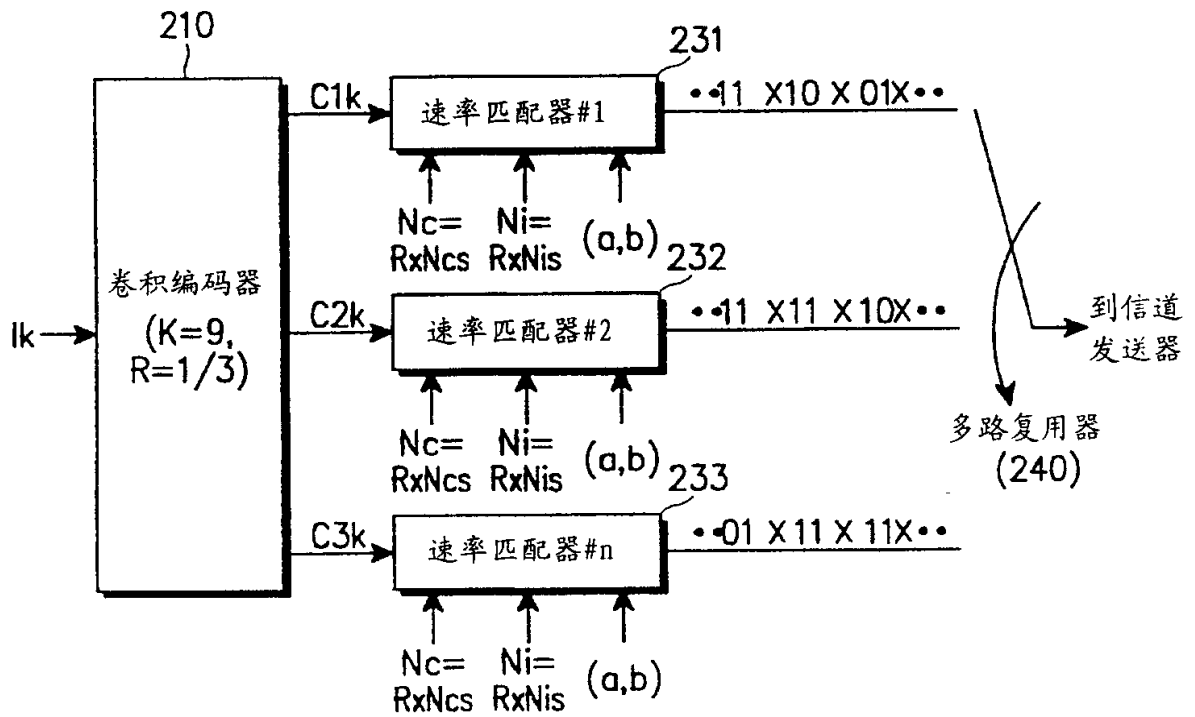 210
231
C1k
速率匹配器#1
••11 X10 X 01X••
Nc=
RxNcs
Ni=
RxNis
(a,b)
232
卷积编码器
(K=9,
R=1/3)
Ik
C2k
速率匹配器#2
••11 X11 X 10X••
到信道
发送器
Nc=
RxNcs
Ni=
RxNis
(a,b)
多路复用器
(240)
233
C3k
速率匹配器#n
••01 X 11 X 11X••
Nc=
RxNcs
Ni=
RxNis
(a,b)